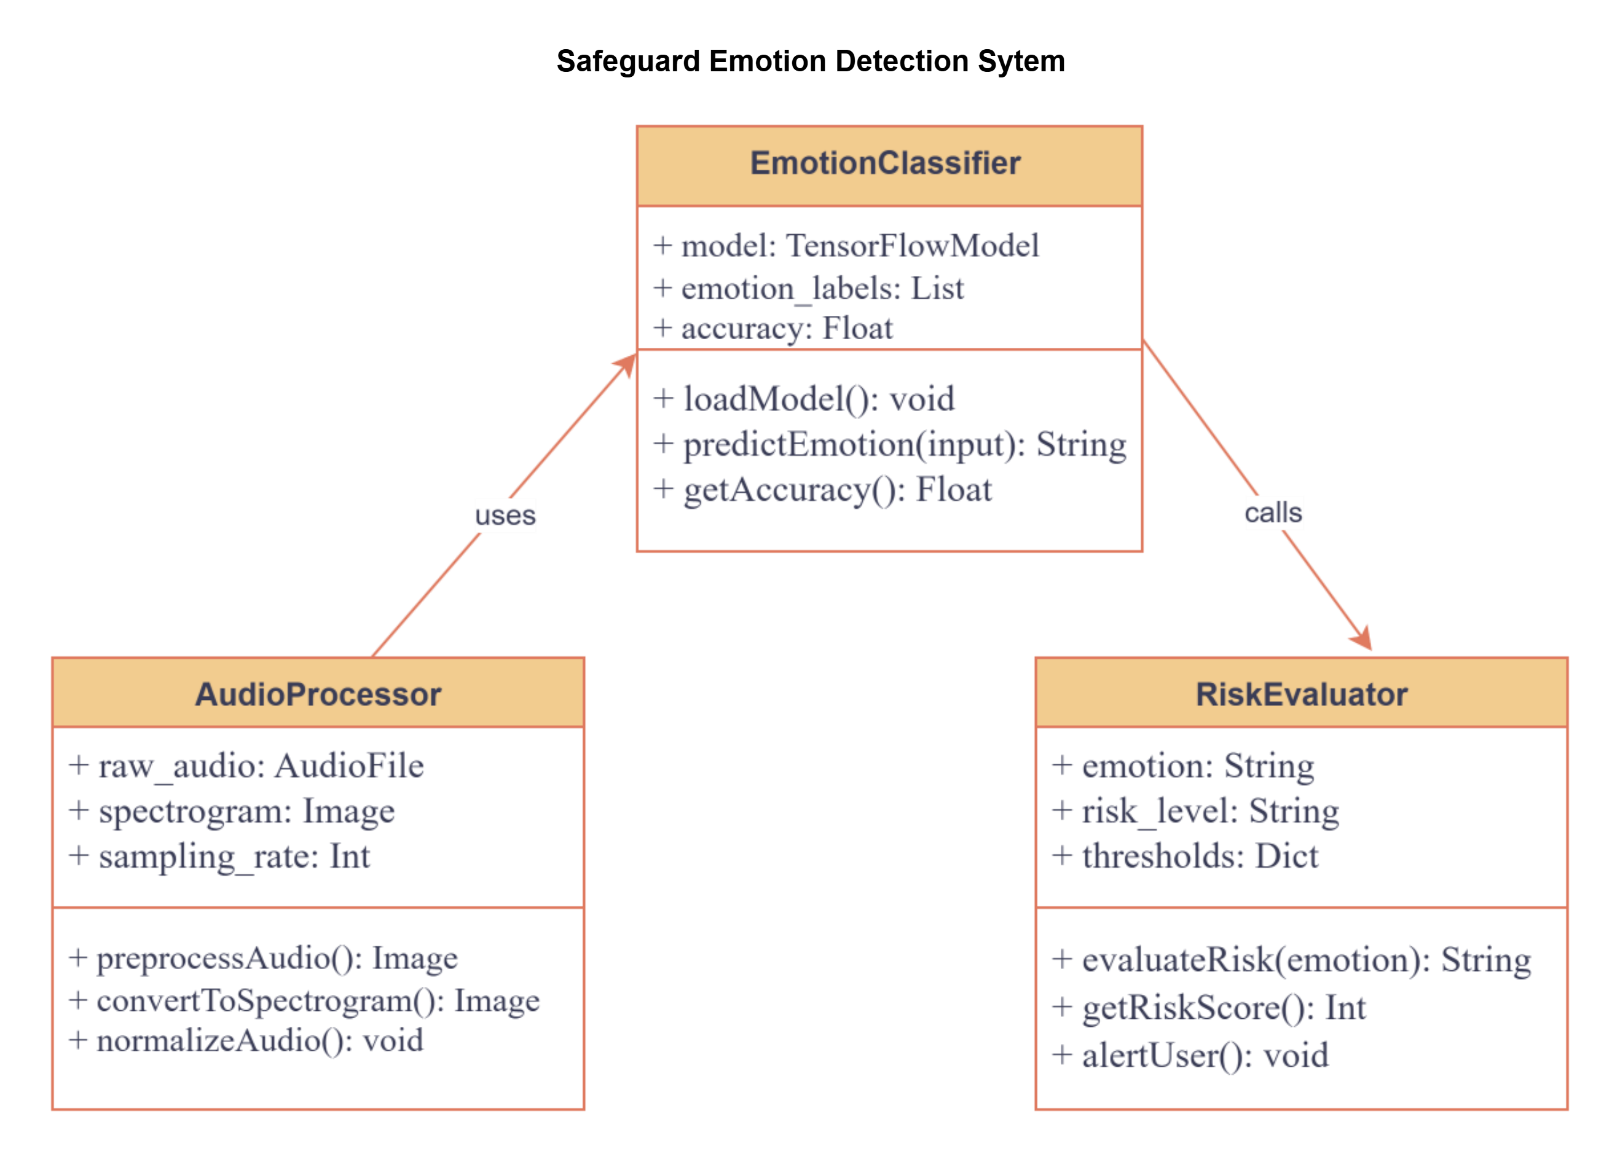 Safeguard Emotion Detection Sytem
EmotionClassifier
+ model: TensorFlowModel
+ emotion_labels: List
+ accuracy: Float
+ loadModel(): void
+ predictEmotion(input): String
+ getAccuracy(): Float
uses
calls
AudioProcessor
+ raw_audio: AudioFile
+ spectrogram: Image
+ sampling_rate: Int
+ preprocessAudio(): Image
+ convertToSpectrogram(): Image
+ normalizeAudio(): void
RiskEvaluator
+ emotion: String
+ risk_level: String
+ thresholds: Dict
+ evaluateRisk(emotion): String
+ getRiskScore(): Int
+ alertUser(): void